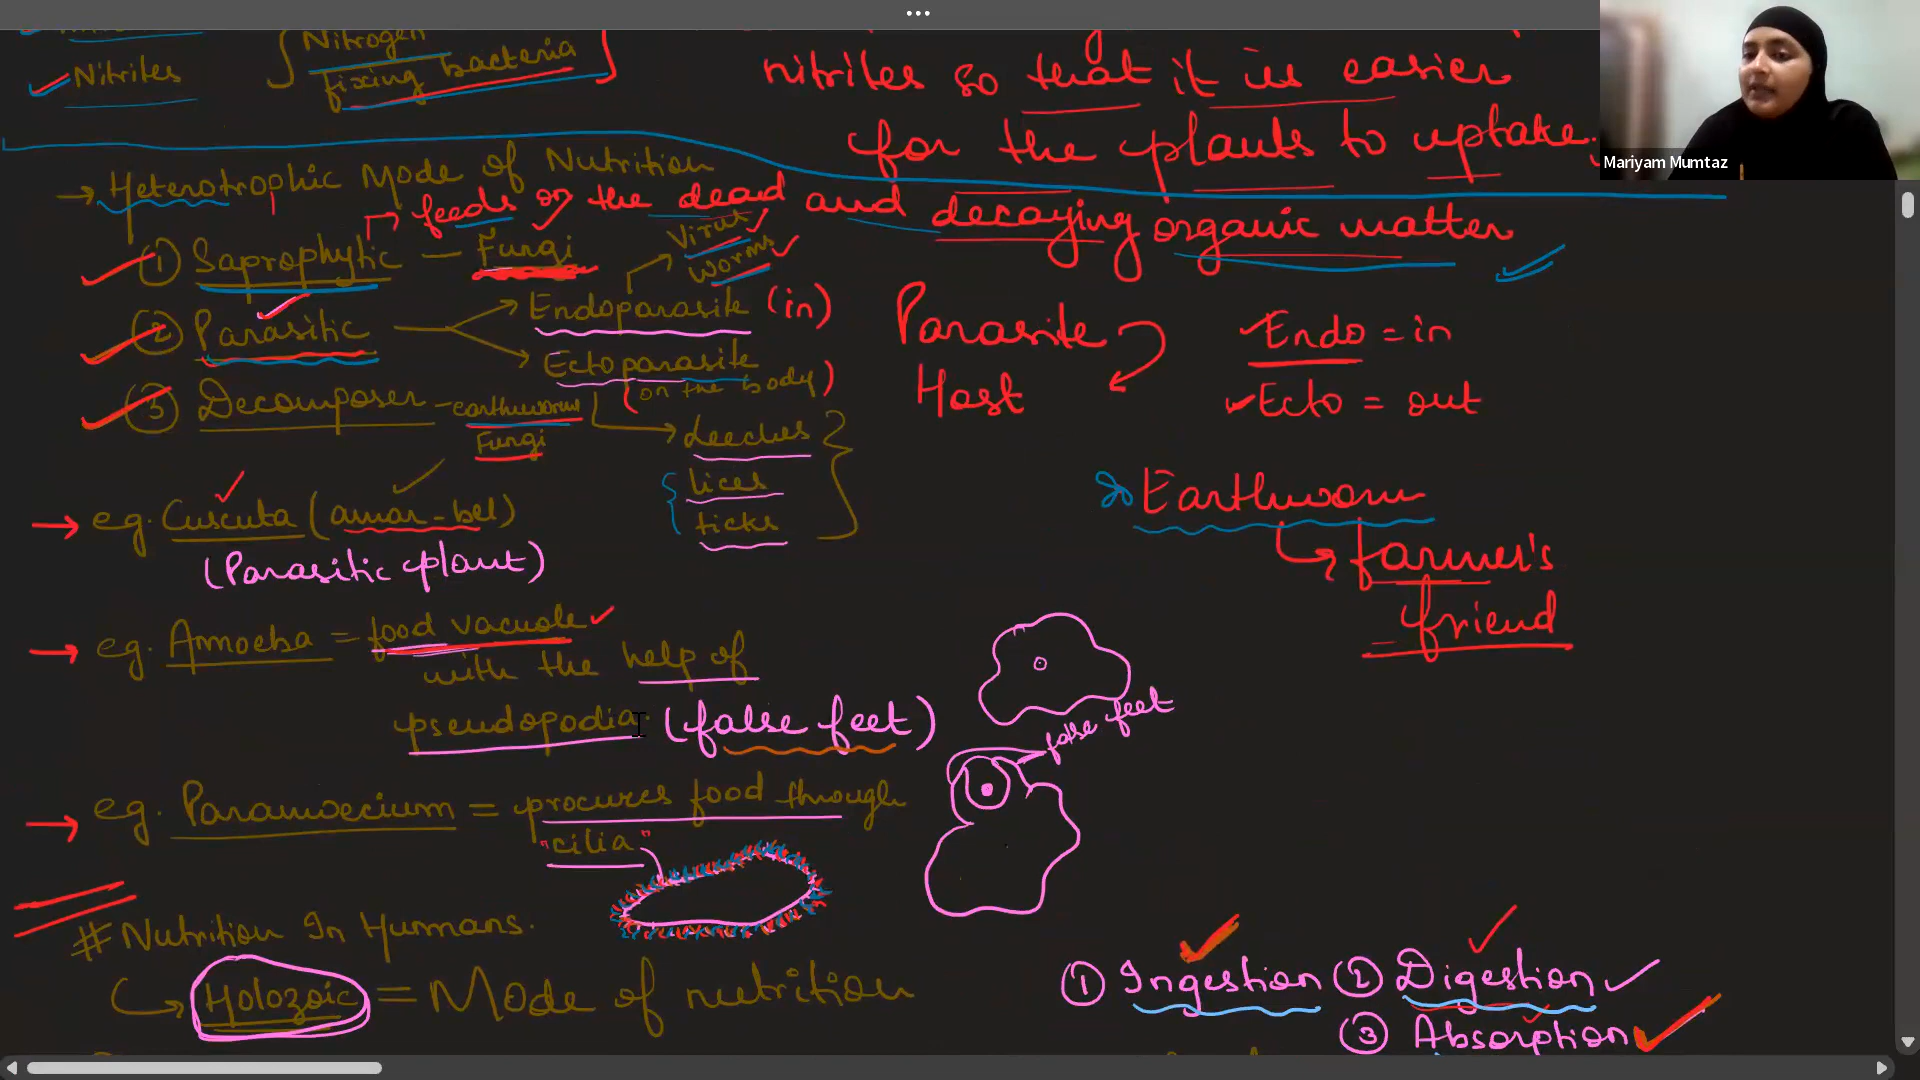 Nitrogen
Nitrites fixing bacteria
nitrites so that it is easier
for the plants to uptake.
Mariyam Mumtaz
→ Heterotrophic Mode of Nutrition
feeds on the dead and decaying organic matter
① Saprophytic — Fungi
Virus
worms
② Parasitic → Endoparasite (in)
→ Ectoparasite
(on the body)
③ Decomposer - earthworms
Fungi
Leeches
lices
ticks
Parasite
Host
Endo = in
Ecto = out
Earthworm
farmer's
friend
→ eg. Cuscuta (amar-bel)
(Parasitic plant)
→ eg. Amoeba = food vacuole
with the help of
pseudopodia. (false feet)
false feet
→ eg. Paramoecium = procures food through
"cilia"
# Nutrition In Humans.
Holozoic = Mode of nutrition
① Ingestion ② Digestion
③ Absorption